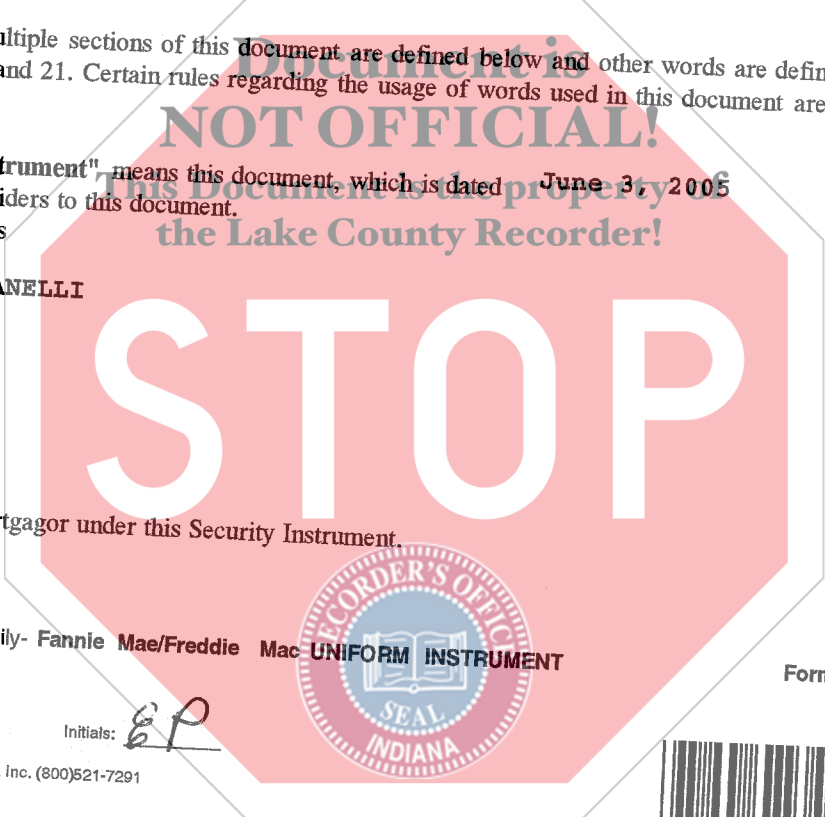 ultiple sections of this document are defined below and other words are defin
and 21. Certain rules regarding the usage of words used in this document are
Document is
NOT OFFICIAL!
This Document is the property of
the Lake County Recorder!
trument" means this document, which is dated June 3, 2005
iders to this document.
s
ANELLI
STOP
rtgagor under this Security Instrument.
ily- Fannie Mae/Freddie Mac UNIFORM INSTRUMENT
Form
RECORDER'S OFFICE
SEAL
INDIANA
Initials: EP
Inc. (800)521-7291